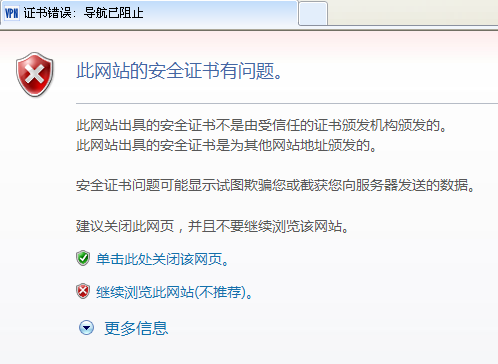 VPN 证书错误: 导航已阻止
此网站的安全证书有问题。
此网站出具的安全证书不是由受信任的证书颁发机构颁发的。
此网站出具的安全证书是为其他网站地址颁发的。
安全证书问题可能显示试图欺骗您或截获您向服务器发送的数据。
建议关闭此网页，并且不要继续浏览该网站。
单击此处关闭该网页。
继续浏览此网站(不推荐)。
更多信息